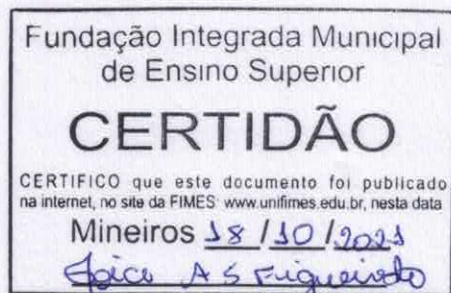 Fundação Integrada Municipal
de Ensino Superior
CERTIDÃO
CERTIFICO que este documento foi publicado
na internet, no site da FIMES: www.unifimes.edu.br, nesta data
Mineiros 18 / 10 / 2021
A S Figueiredo